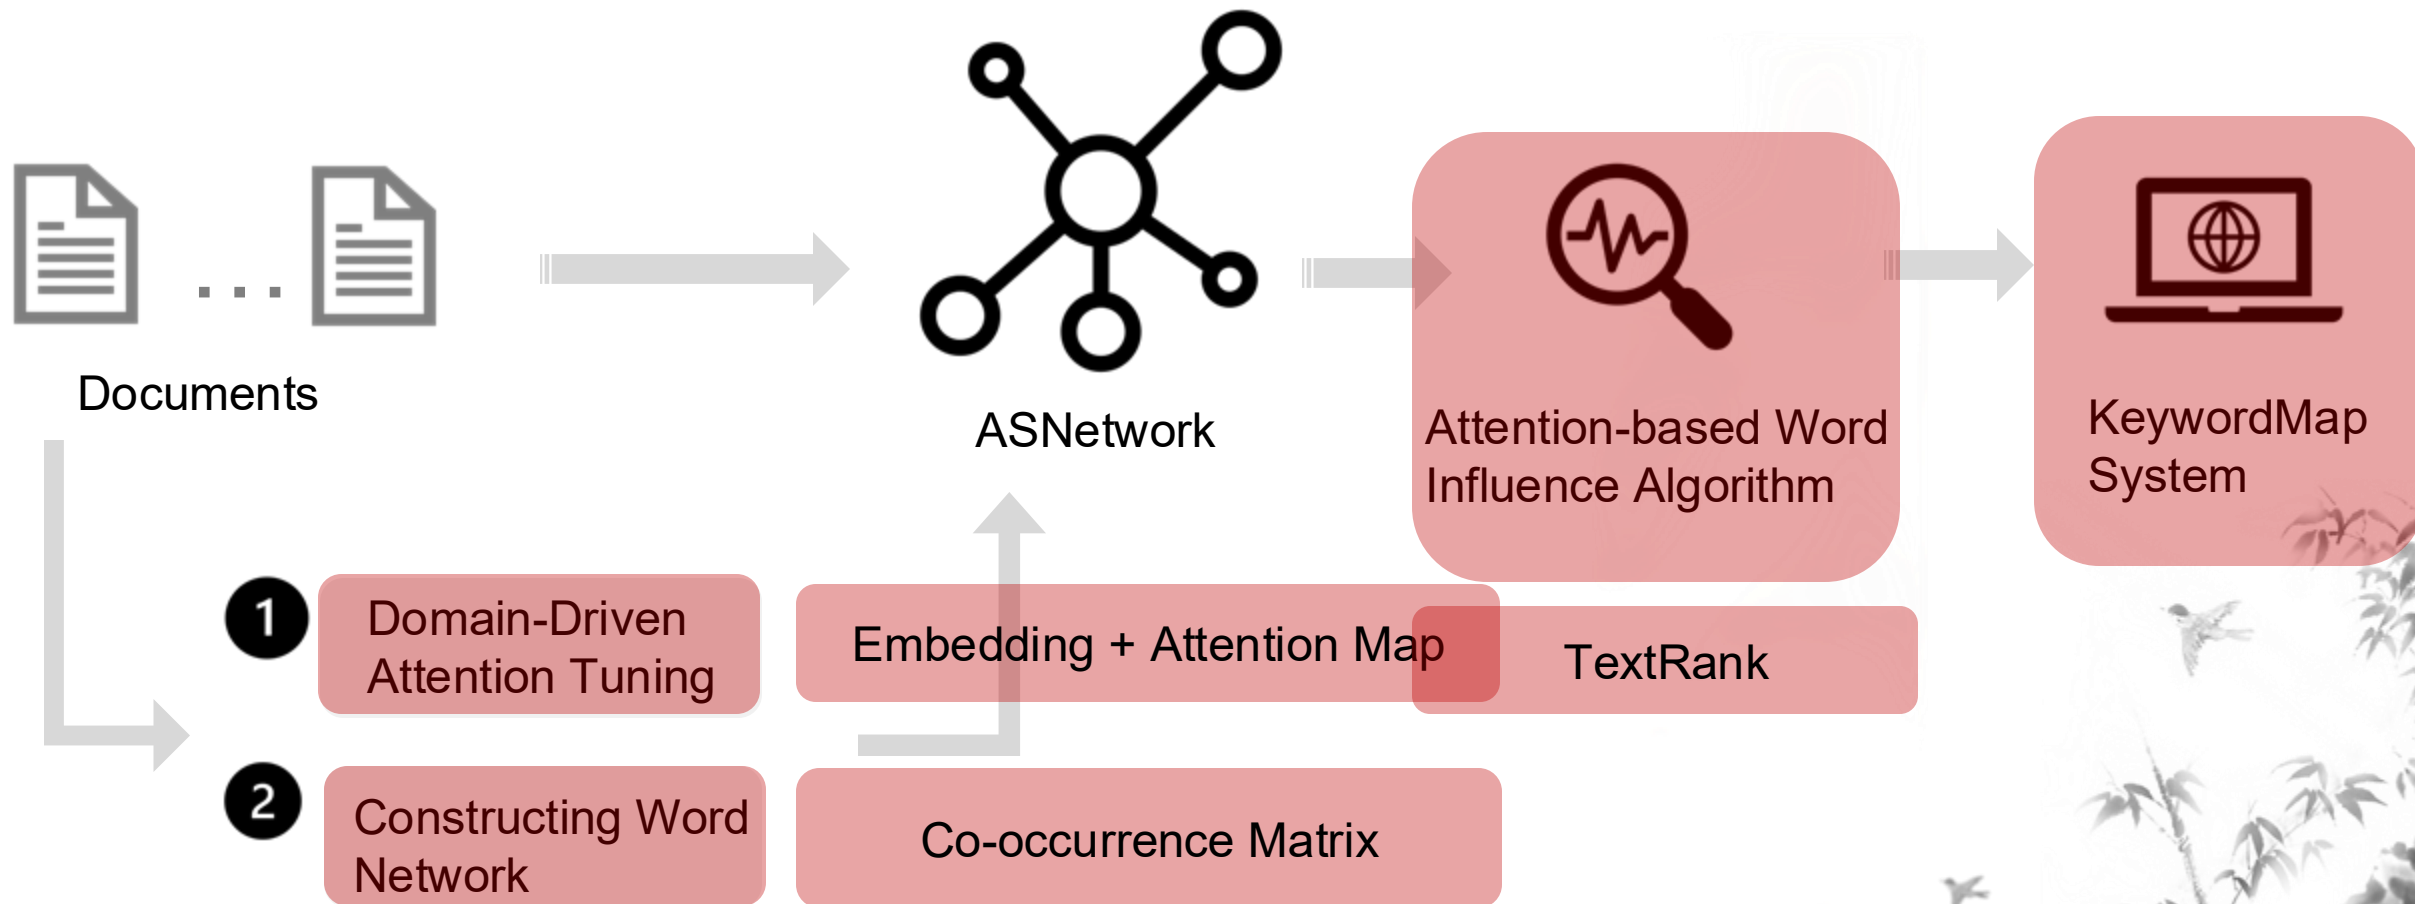 . . .
Documents
ASNetwork
Attention-based Word
Influence Algorithm
KeywordMap
System
1
Domain-Driven
Attention Tuning
Embedding + Attention Map
TextRank
2
Constructing Word
Network
Co-occurrence Matrix